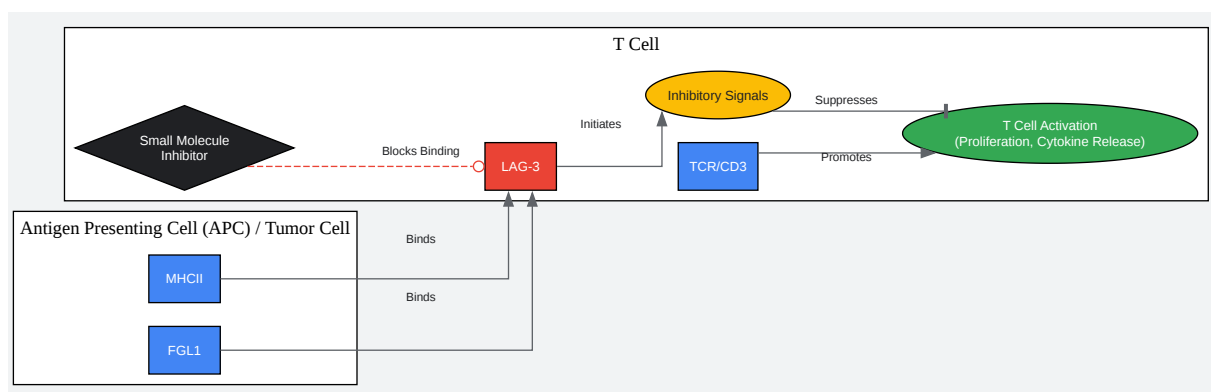 T Cell
Inhibitory Signals
Suppresses
T Cell Activation
(Proliferation, Cytokine Release)
Initiates
Small Molecule
Inhibitor
Blocks Binding
LAG-3
TCR/CD3
Promotes
Antigen Presenting Cell (APC) / Tumor Cell
Binds
MHCII
Binds
FGL1